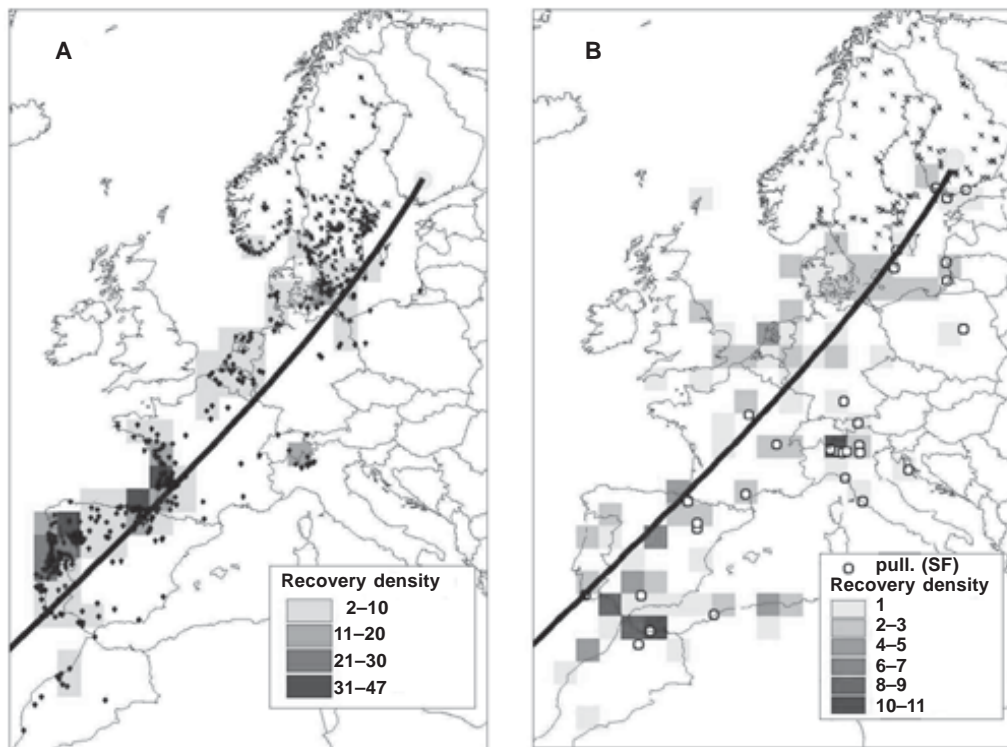 A
Recovery density
2–10
11–20
21–30
31–47
B
pull. (SF)
Recovery density
1
2–3
4–5
6–7
8–9
10–11